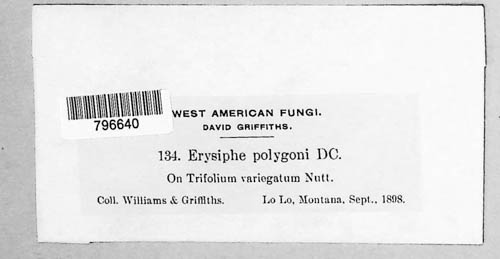 WEST AMERICAN FUNGI.
DAVID GRIFFITHS.
796640
134. Erysiphe polygoni DC.
On Trifolium variegatum Nutt.
Coll. Williams & Griffiths. Lo Lo, Montana, Sept., 1898.